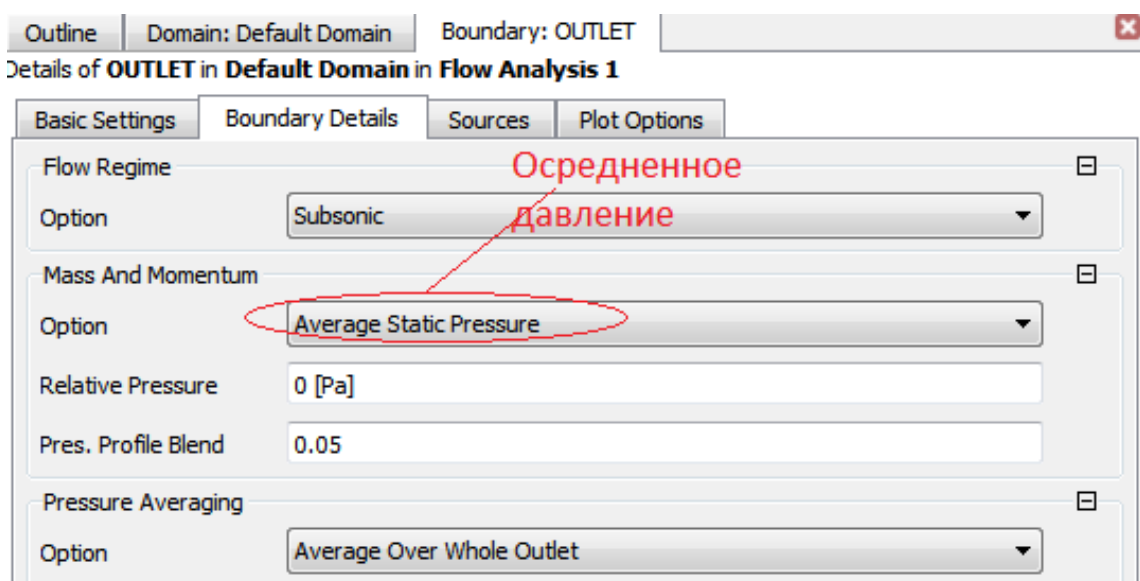 Outline Domain: Default Domain Boundary: OUTLET
Details of OUTLET in Default Domain in Flow Analysis 1
Basic Settings Boundary Details Sources Plot Options
Flow Regime
Осредненное
Option Subsonic
давление
Mass And Momentum
Option Average Static Pressure
Relative Pressure 0 [Pa]
Pres. Profile Blend 0.05
Pressure Averaging
Option Average Over Whole Outlet